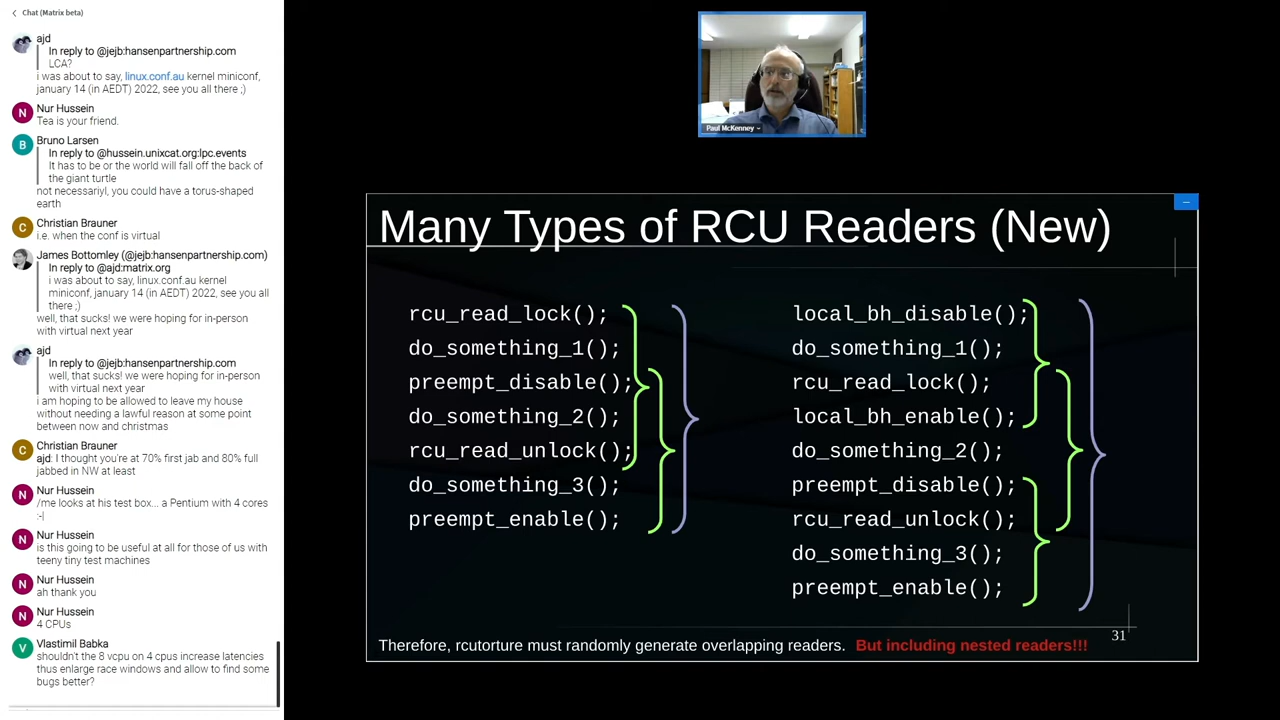 Chat (Matrix beta)
ajd
In reply to @jejb:hansenpartnership.com
LCA?
i was about to say, linux.conf.au kernel miniconf,
january 14 (in AEDT) 2022, see you all there ;)
N
Nur Hussein
Tea is your friend.
B
Bruno Larsen
In reply to @hussein.unixcat.org:lpc.events
It has to be or the world will fall off the back of
the giant turtle
not necessariyl, you could have a torus-shaped
earth
C
Christian Brauner
i.e. when the conf is virtual
James Bottomley (@jejb:hansenpartnership.com)
In reply to @ajd:matrix.org
i was about to say, linux.conf.au kernel
miniconf, january 14 (in AEDT) 2022, see you all
there ;)
well, that sucks! we were hoping for in-person
with virtual next year
ajd
In reply to @jejb:hansenpartnership.com
well, that sucks! we were hoping for in-person
with virtual next year
i am hoping to be allowed to leave my house
without needing a lawful reason at some point
between now and christmas
C
Christian Brauner
ajd: I thought you're at 70% first jab and 80% full
jabbed in NW at least
N
Nur Hussein
/me looks at his test box... a Pentium with 4 cores
:-|
N
Nur Hussein
is this going to be useful at all for those of us with
teeny tiny test machines
N
Nur Hussein
ah thank you
N
Nur Hussein
4 CPUs
V
Vlastimil Babka
shouldn't the 8 vcpu on 4 cpus increase latencies
thus enlarge race windows and allow to find some
bugs better?
Paul McKenney
Many Types of RCU Readers (New)
rcu_read_lock();
do_something_1();
preempt_disable();
do_something_2();
rcu_read_unlock();
do_something_3();
preempt_enable();
local_bh_disable();
do_something_1();
rcu_read_lock();
local_bh_enable();
do_something_2();
preempt_disable();
rcu_read_unlock();
do_something_3();
preempt_enable();
31
Therefore, rcutorture must randomly generate overlapping readers. But including nested readers!!!